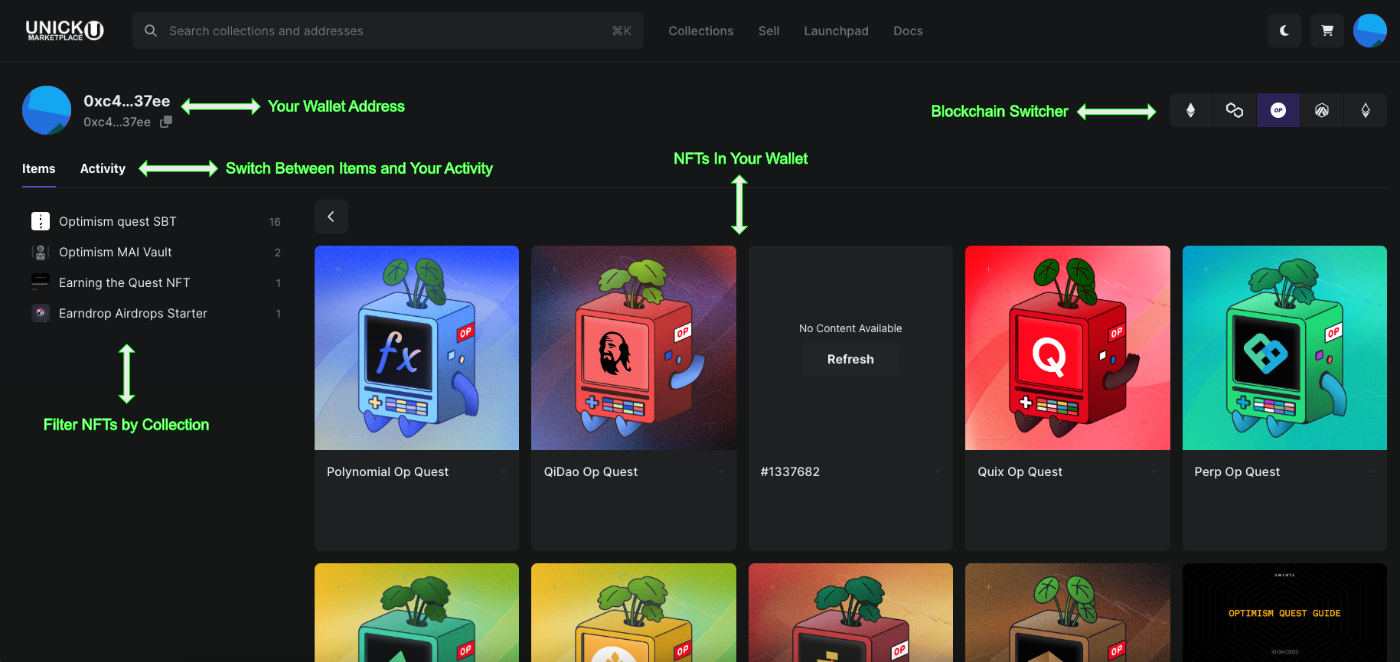 UNICK
MARKETPLACE
Search collections and addresses
⌘K
Collections
Sell
Launchpad
Docs
0xc4...37ee
0xc4...37ee
Your Wallet Address
Blockchain Switcher
OP
Items
Activity
Switch Between Items and Your Activity
NFTs In Your Wallet
Optimism quest SBT
16
Optimism MAI Vault
2
Earning the Quest NFT
1
Earndrop Airdrops Starter
1
Filter NFTs by Collection
OP
fx
OP
No Content Available
Refresh
OP
Q
OP
Polynomial Op Quest
QiDao Op Quest
#1337682
Quix Op Quest
Perp Op Quest
OP
OP
OP
OP
OPTIMISM QUEST GUIDE